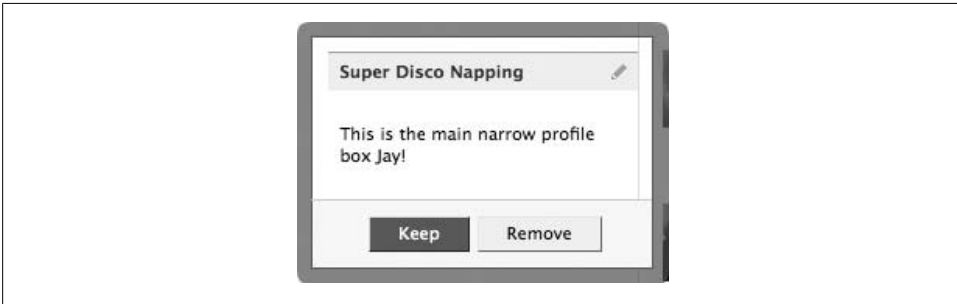 Super Disco Napping
This is the main narrow profile
box Jay!
Keep
Remove